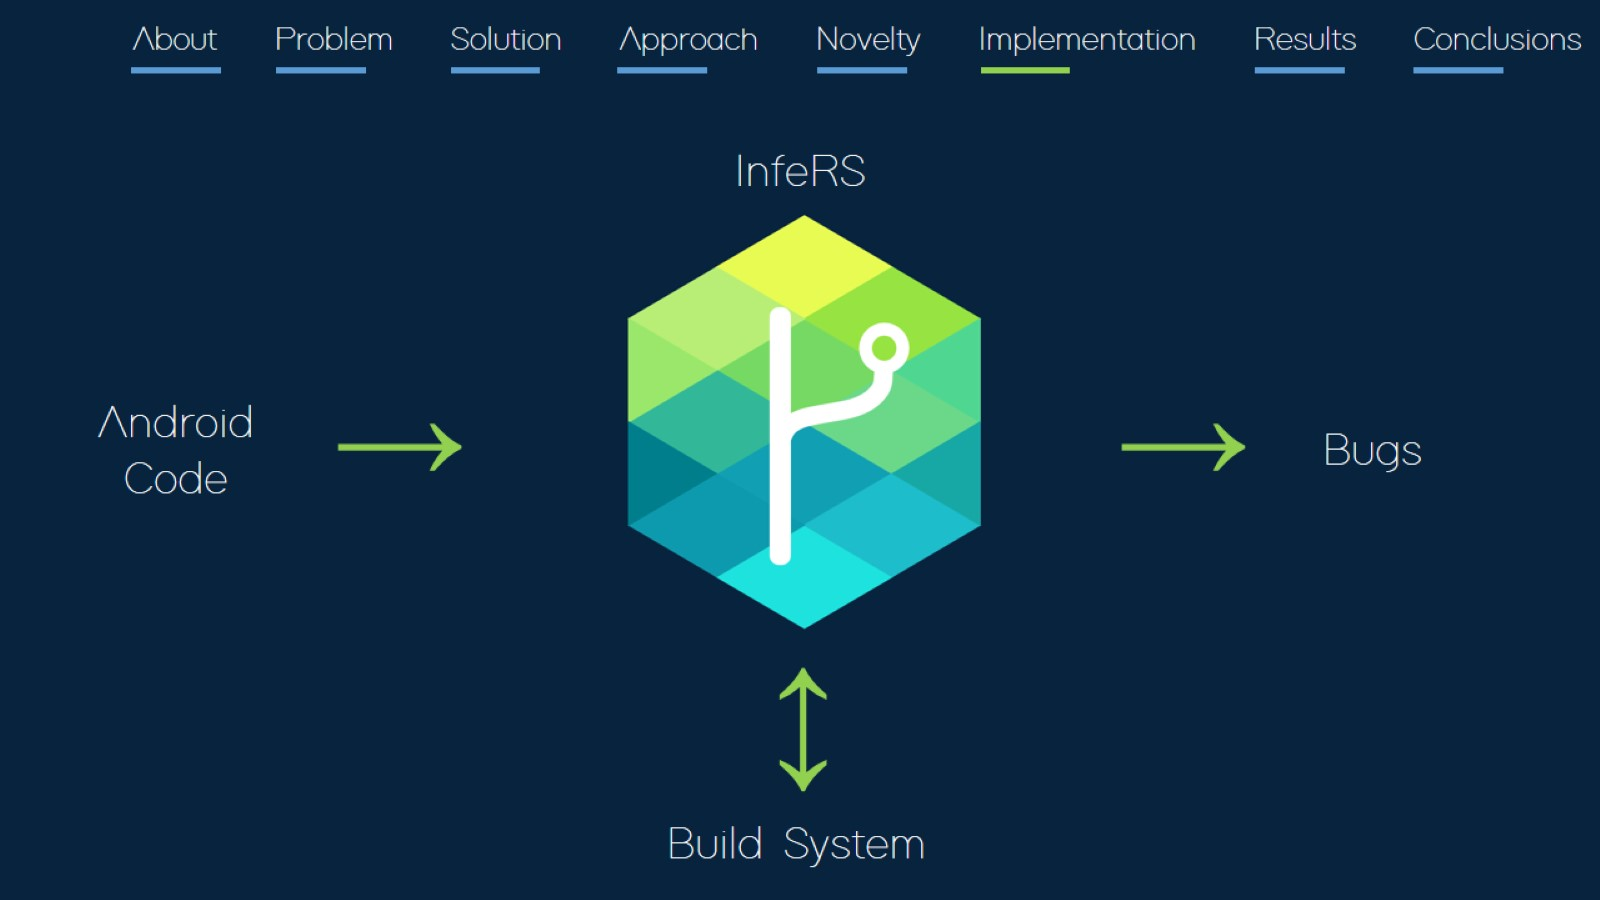 About Problem Solution Approach Novelty Implementation Results Conclusions
InfeRS
Android
Code
Bugs
Build System